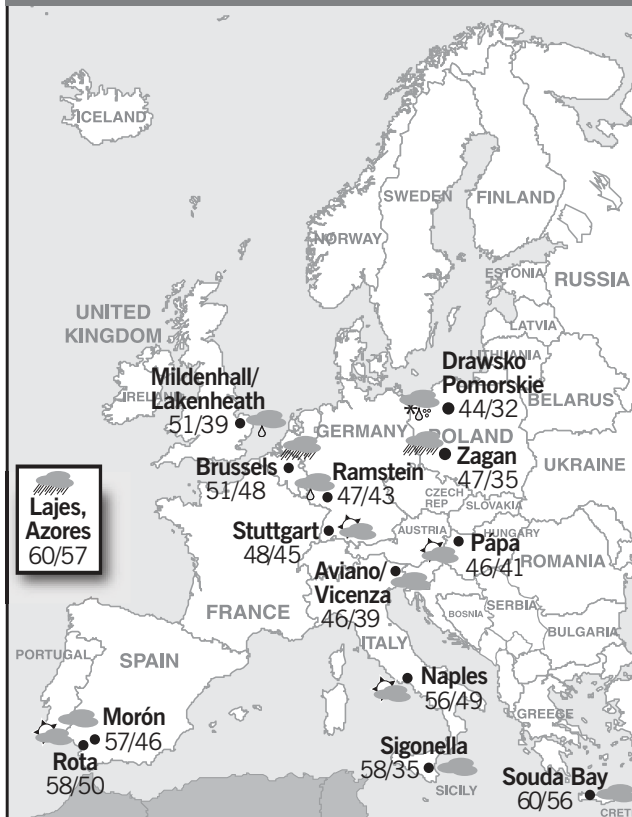 ICELAND
SWEDEN
FINLAND
NORWAY
ESTONIA
RUSSIA
UNITED
KINGDOM
LATVIA
LITHUANIA
Drawsko
Pomorskie
44/32
Mildenhall/
Lakenheath
51/39
IRELAND
BELARUS
GERMANY
POLAND
Zagan
47/35
Brussels
51/48
Ramstein
47/43
UKRAINE
Lajes,
Azores
60/57
CZECH
REP
SLOVAKIA
Stuttgart
48/45
AUSTRIA
HUNGARY
Pápa
46/41
ROMANIA
Aviano/
Vicenza
46/39
FRANCE
BOSNIA
SERBIA
BULGARIA
ITALY
PORTUGAL
SPAIN
Naples
56/49
GREECE
Morón
57/46
Rota
58/50
Sigonella
58/35
SICILY
Souda Bay
60/56
CRET